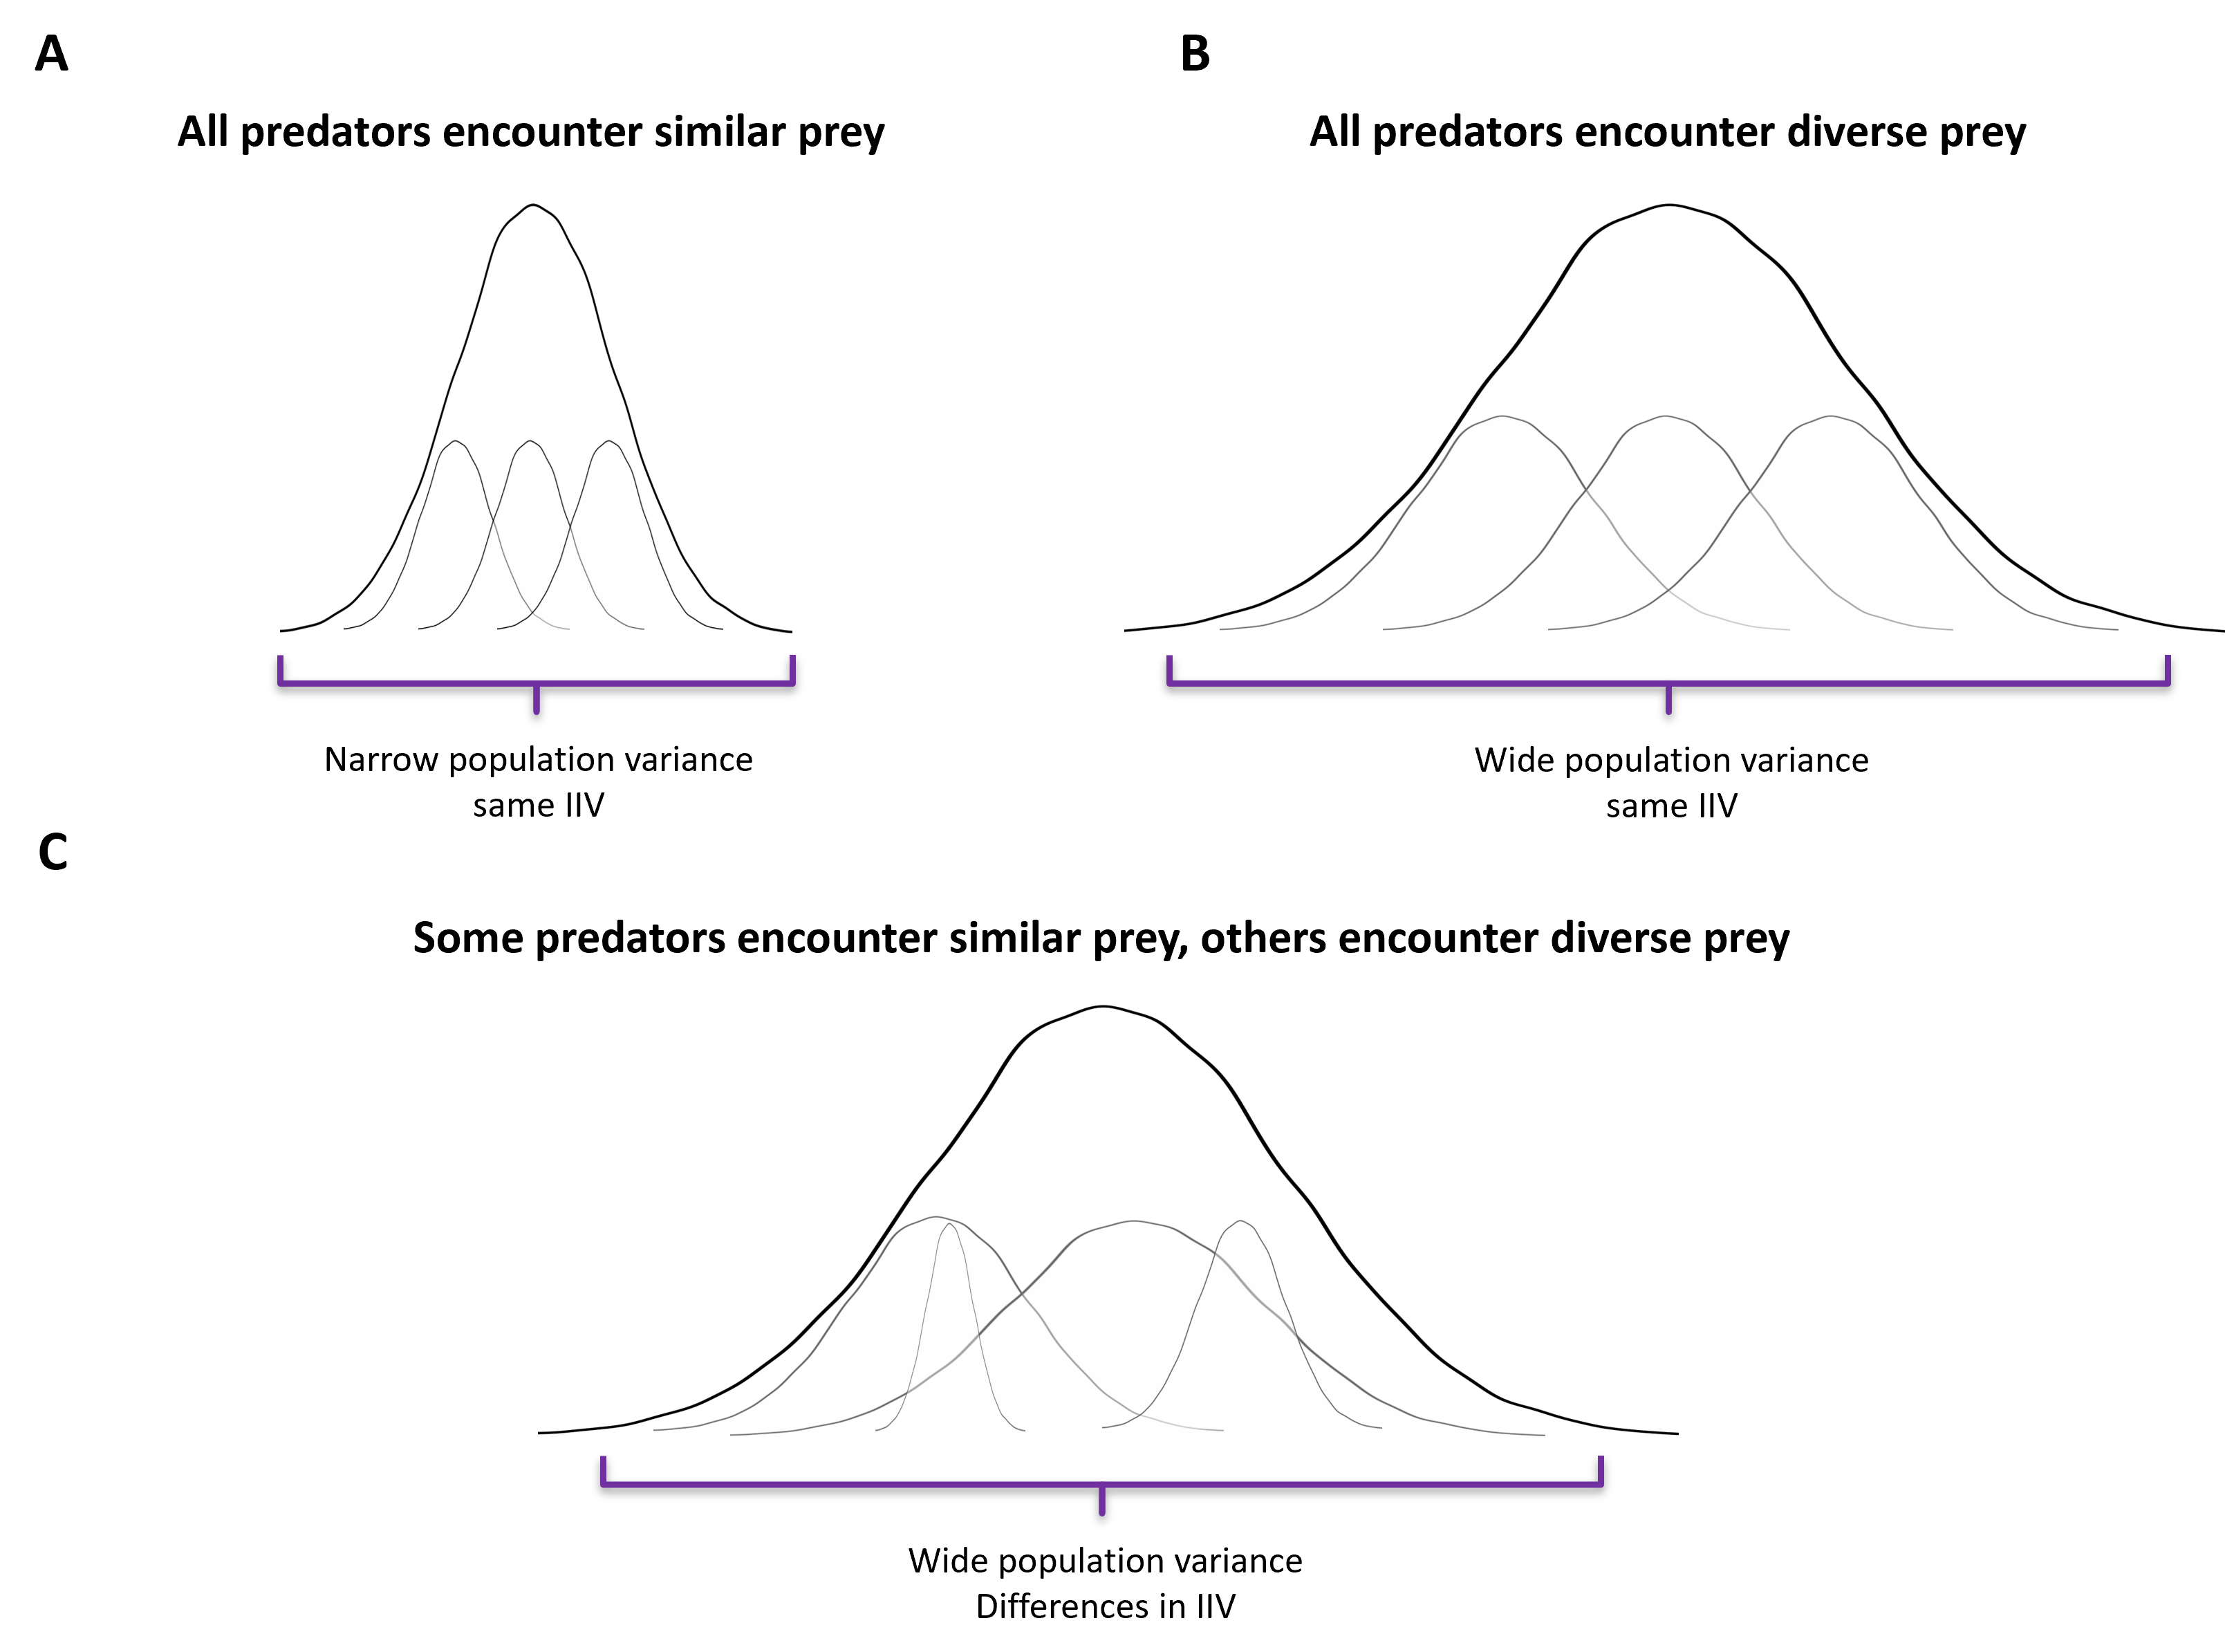 A
B
All predators encounter similar prey
All predators encounter diverse prey
Narrow population variance
same IIV
Wide population variance
same IIV
C
Some predators encounter similar prey, others encounter diverse prey
Wide population variance
Differences in IIV